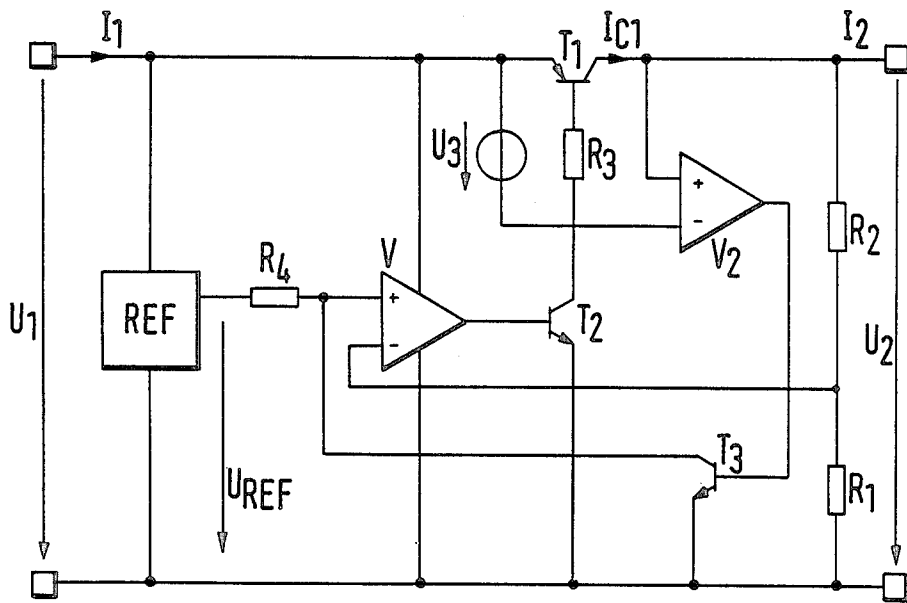 I1
T1
IC1
I2
U3
R3
+
-
V2
R2
V
R4
REF
+
-
T2
U1
U2
T3
UREF
R1